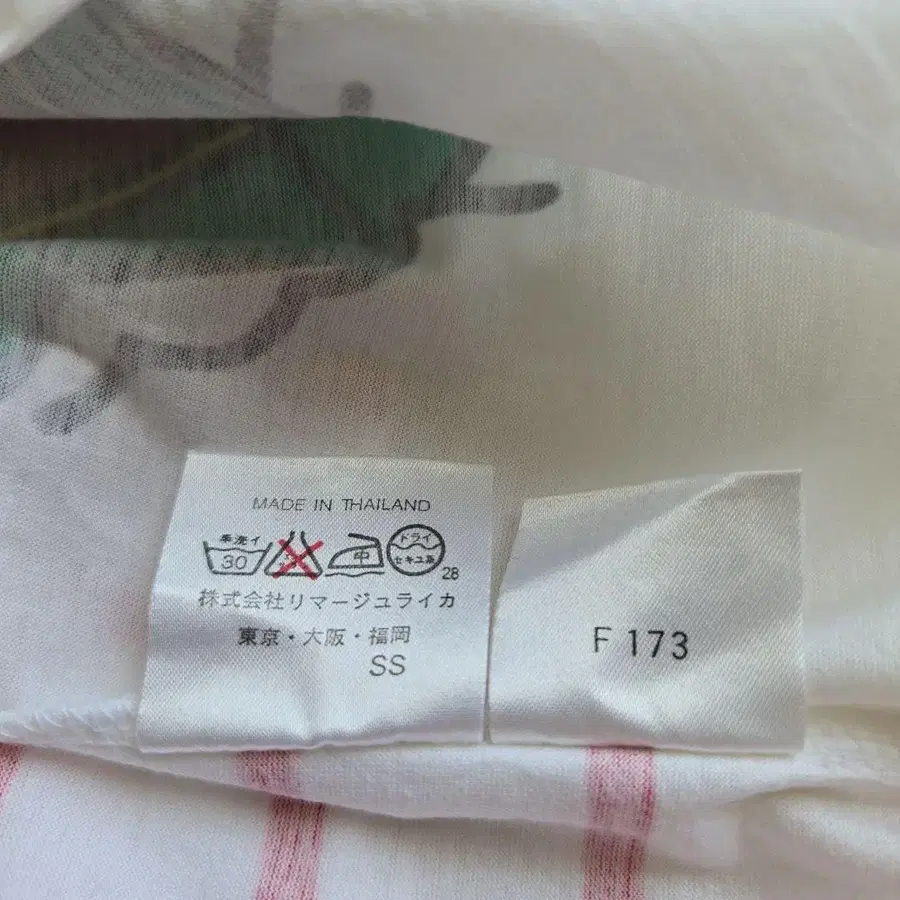 MADE IN THAILAND
手洗イ
30
中
ドライ
セキユ系
28
株式会社リマージュライカ
東京・大阪・福岡
SS
F 173